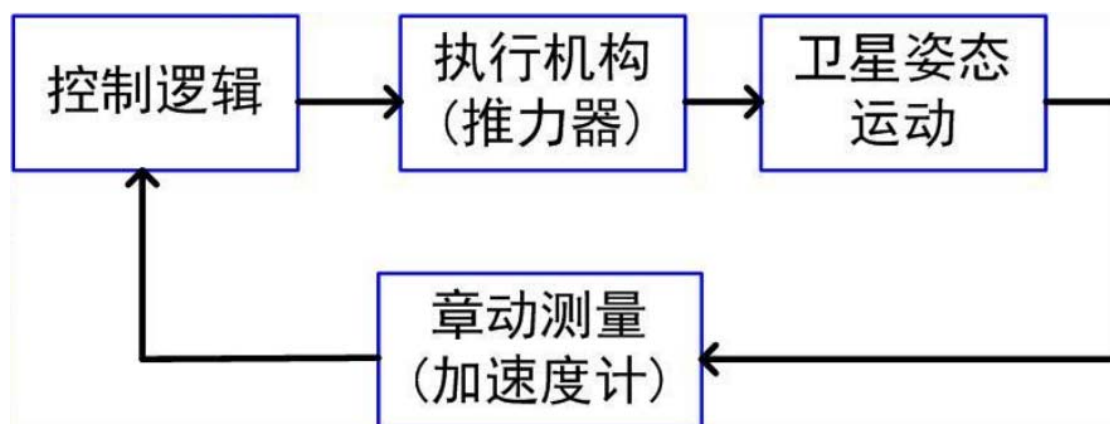 控制逻辑
执行机构
(推力器)
卫星姿态
运动
章动测量
(加速度计)